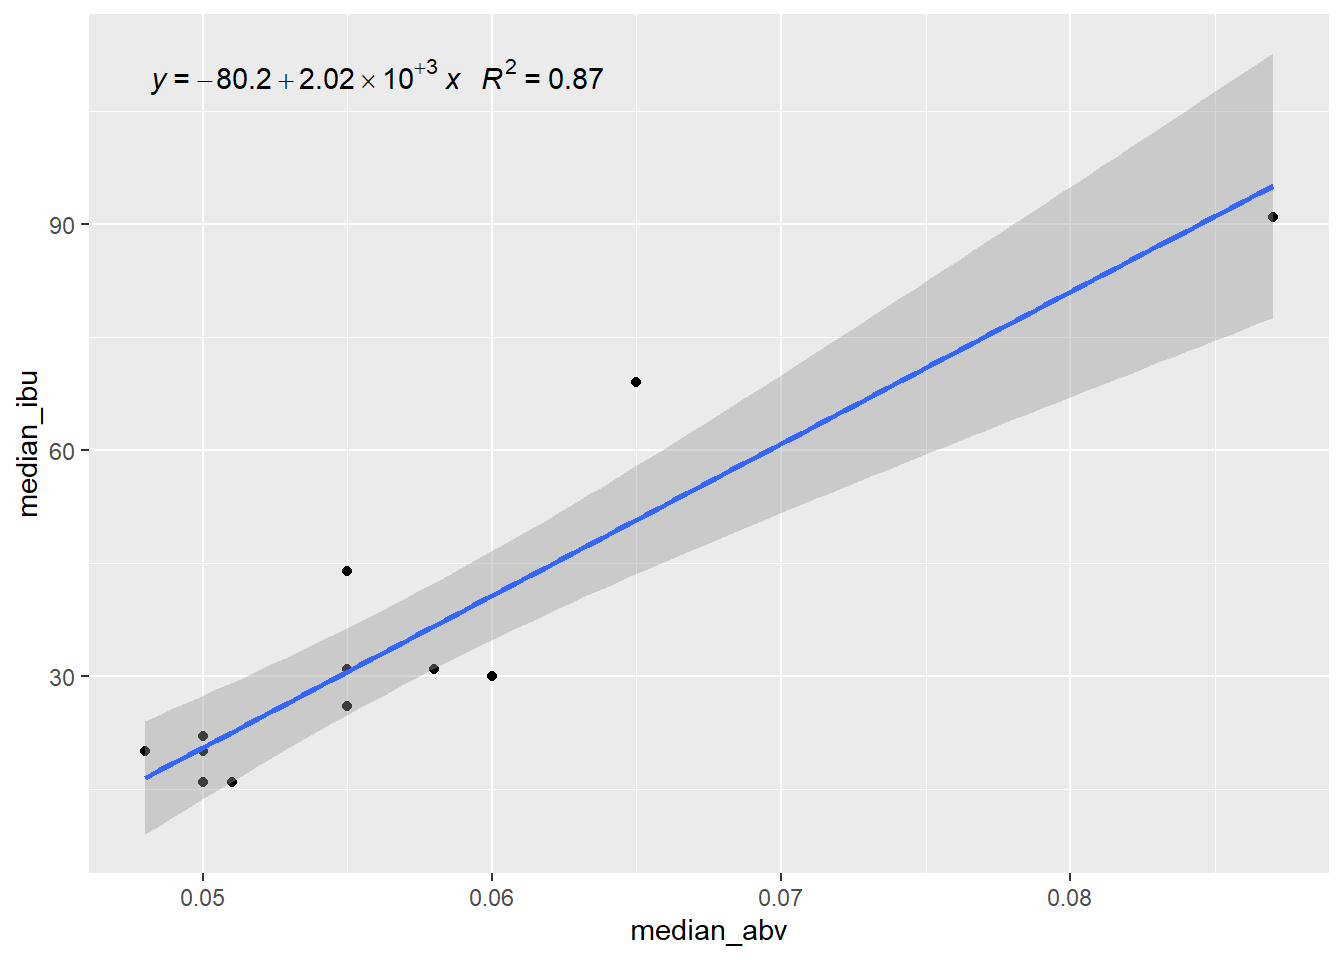 y = −80.2 + 2.02 × 10⁺³ x R² = 0.87
90
60
30
median_ibu
0.05 0.06 0.07 0.08
median_abv